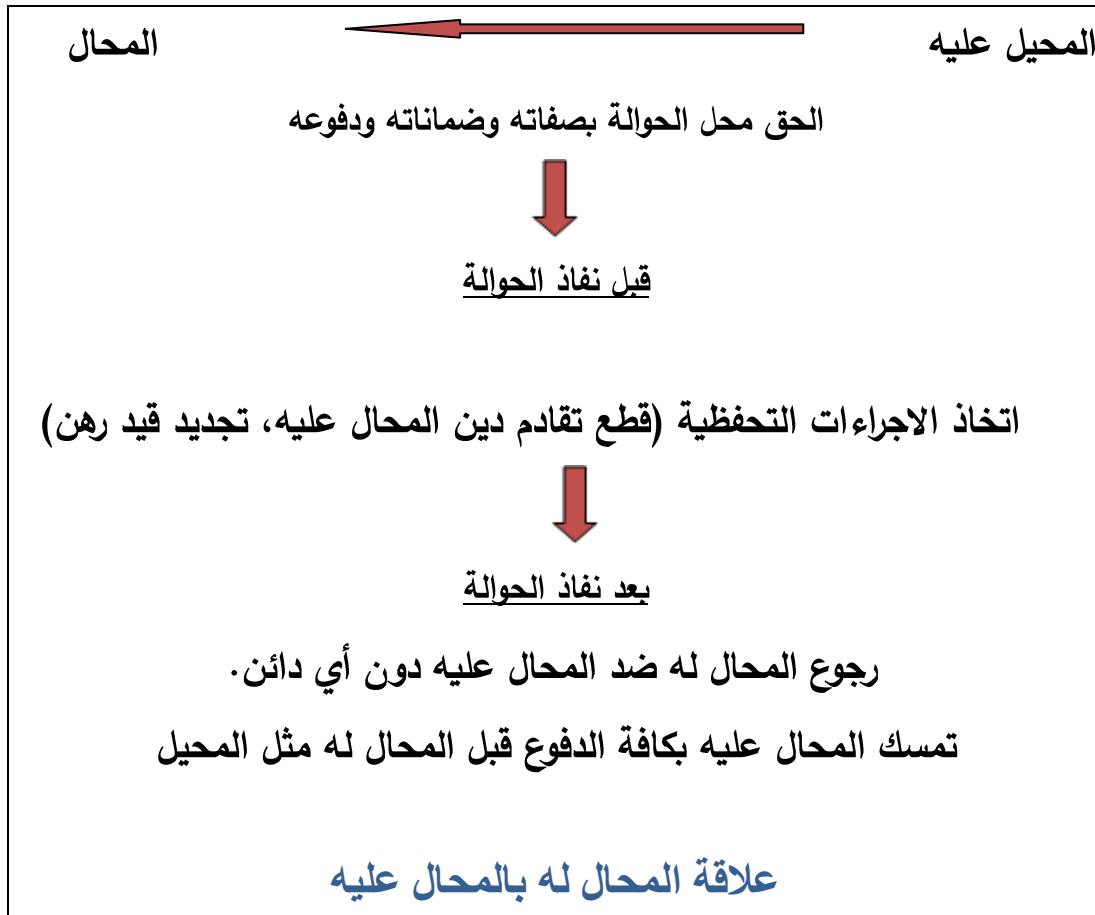 المحيل عليه
المحال
الحق محل الحوالة بصفاته وضماناته ودفوعه
قبل نفاذ الحوالة
اتخاذ الاجراءات التحفظية (قطع تقادم دين المحال عليه، تجديد قيد رهن)
بعد نفاذ الحوالة
رجوع المحال له ضد المحال عليه دون أي دائن.
تمسك المحال عليه بكافة الدفوع قبل المحال له مثل المحيل
علاقة المحال له بالمحال عليه